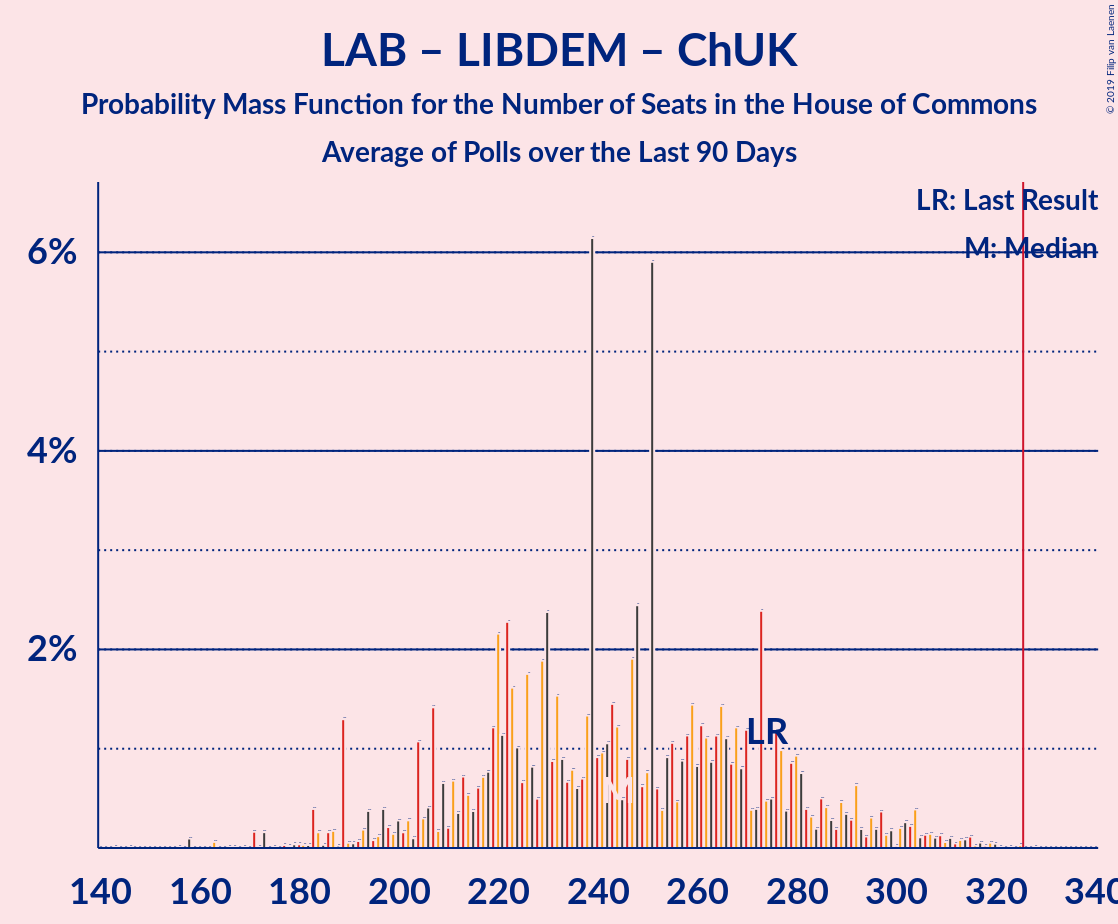 LAB – LIBDEM – ChUK
Probability Mass Function for the Number of Seats in the House of Commons
Average of Polls over the Last 90 Days
© 2019 Filip van Laenen
LR: Last Result
M: Median
6%
4%
2%
LR
M
140 160 180 200 220 240 260 280 300 320 340